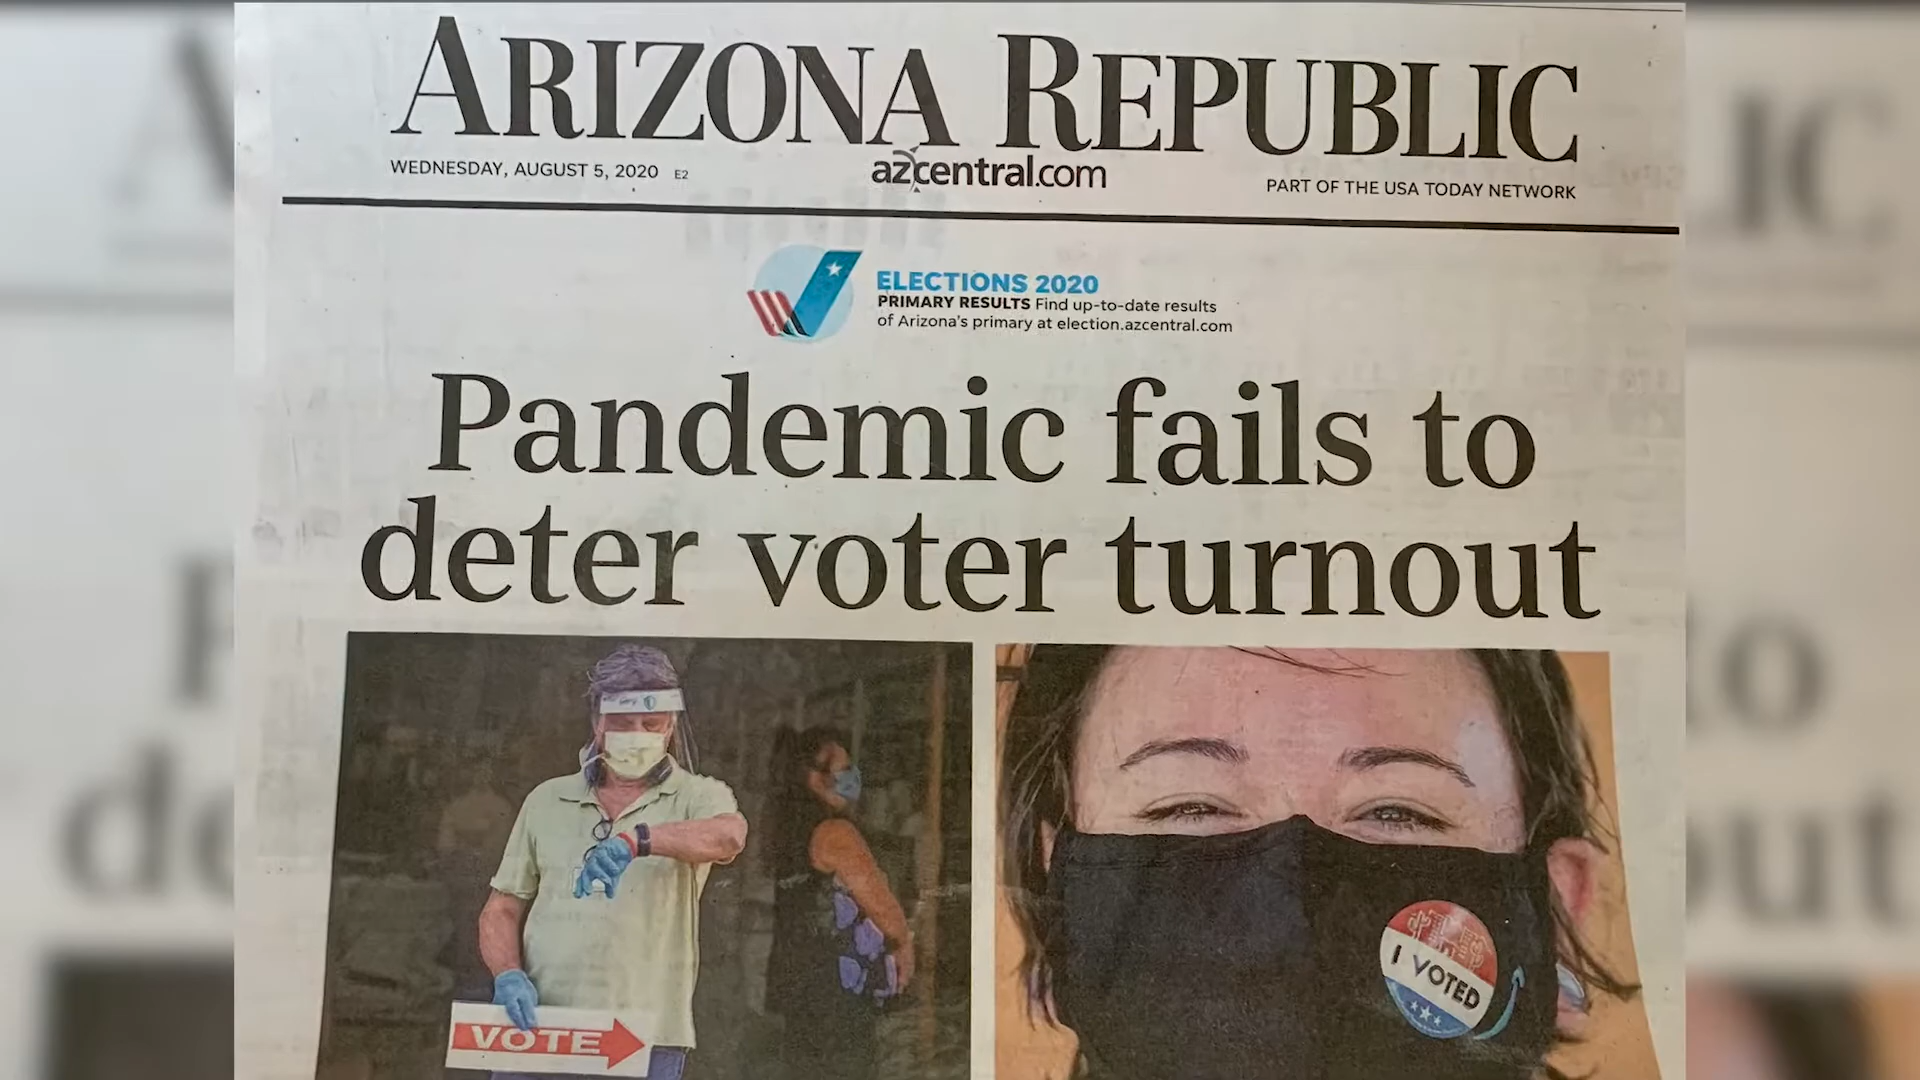 ARIZONA REPUBLIC
WEDNESDAY, AUGUST 5, 2020 E2
azcentral.com
PART OF THE USA TODAY NETWORK
ELECTIONS 2020
PRIMARY RESULTS Find up-to-date results
of Arizona's primary at election.azcentral.com
Pandemic fails to
deter voter turnout
VOTE
I VOTED